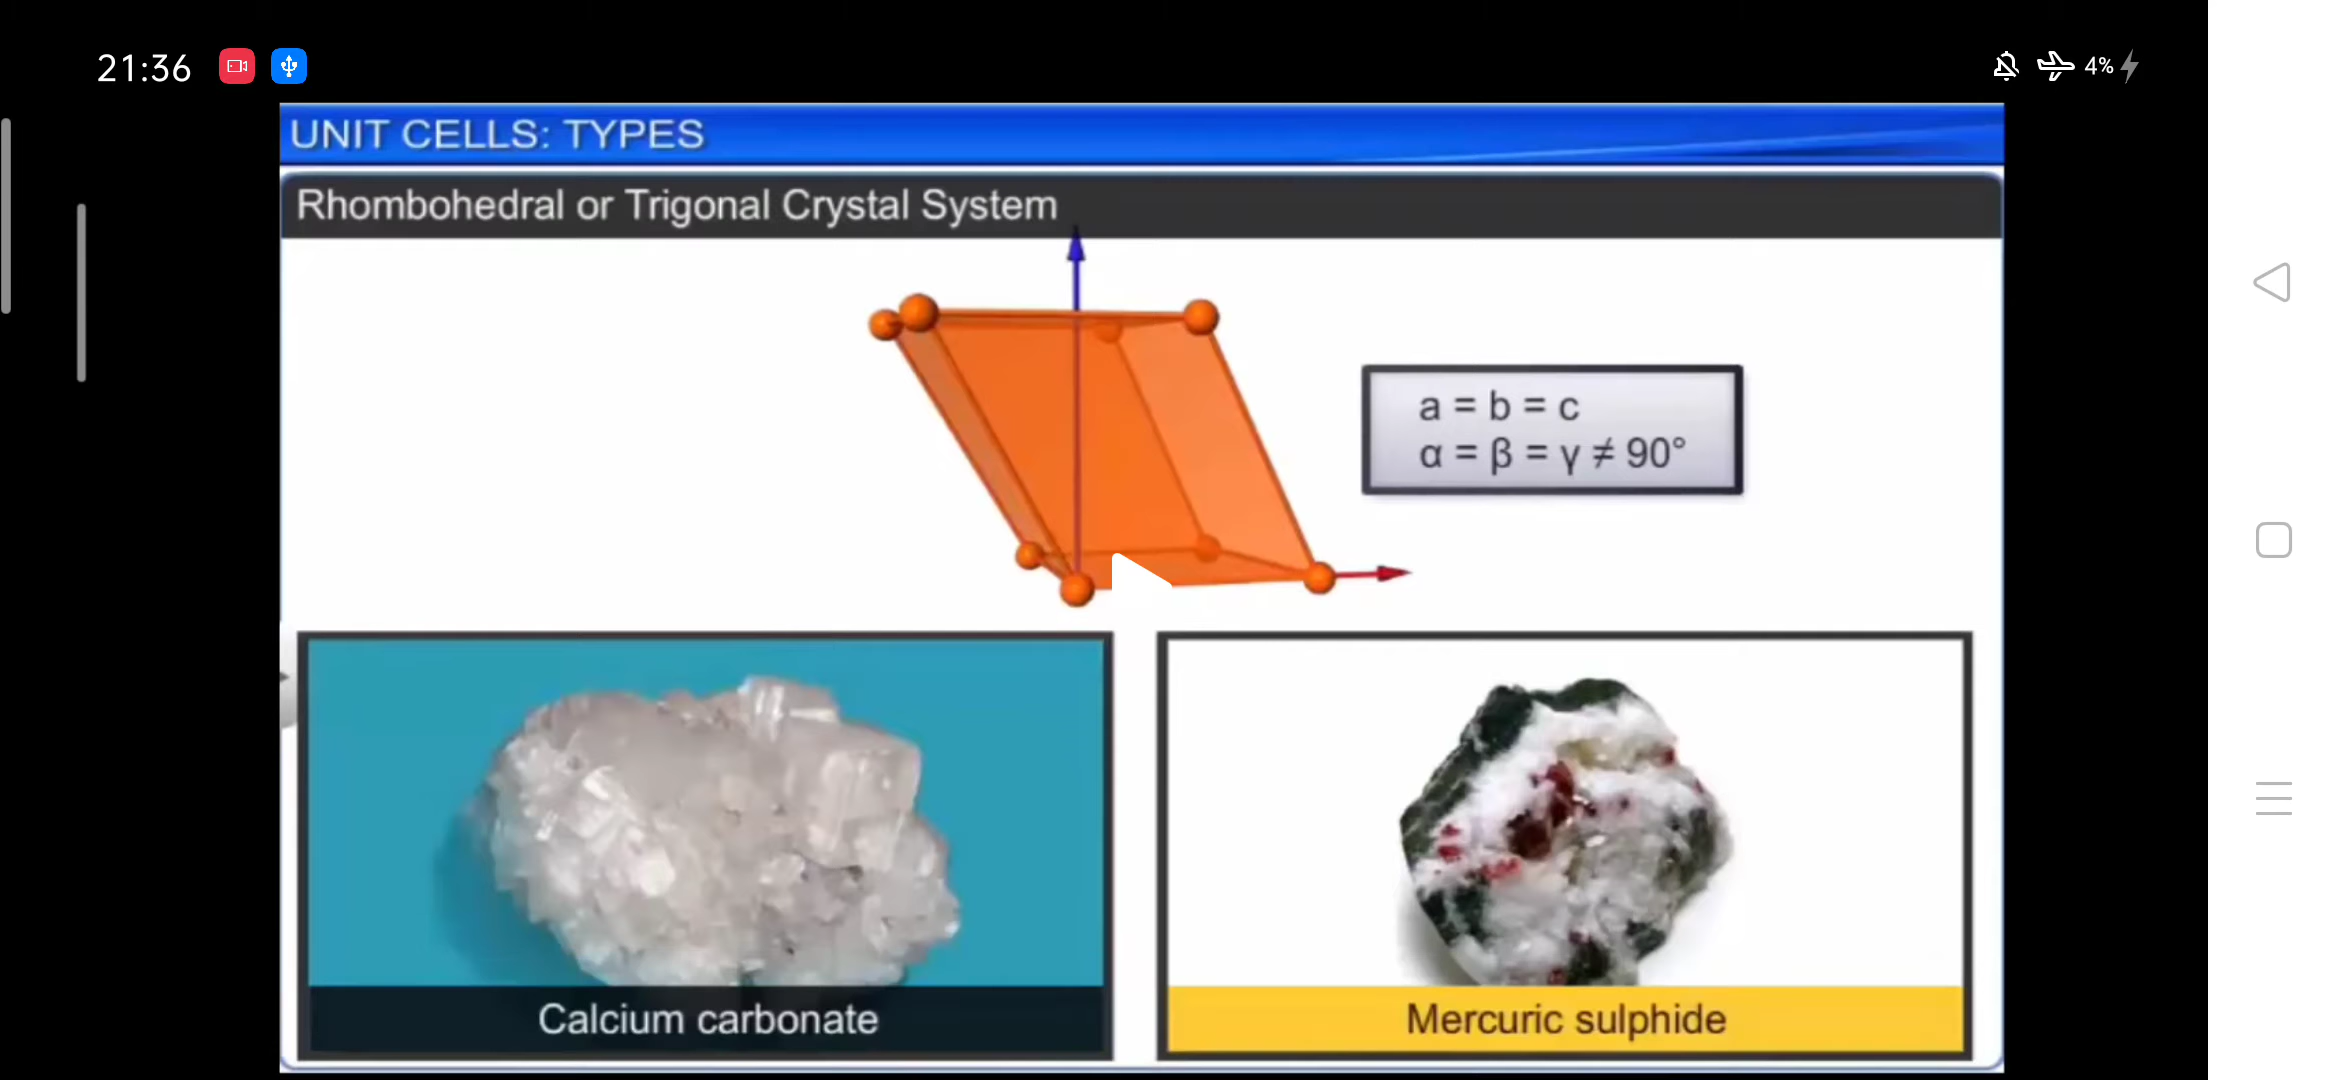 21:36
4%
UNIT CELLS: TYPES
Rhombohedral or Trigonal Crystal System
a = b = c
α = β = γ ≠ 90°
Calcium carbonate
Mercuric sulphide